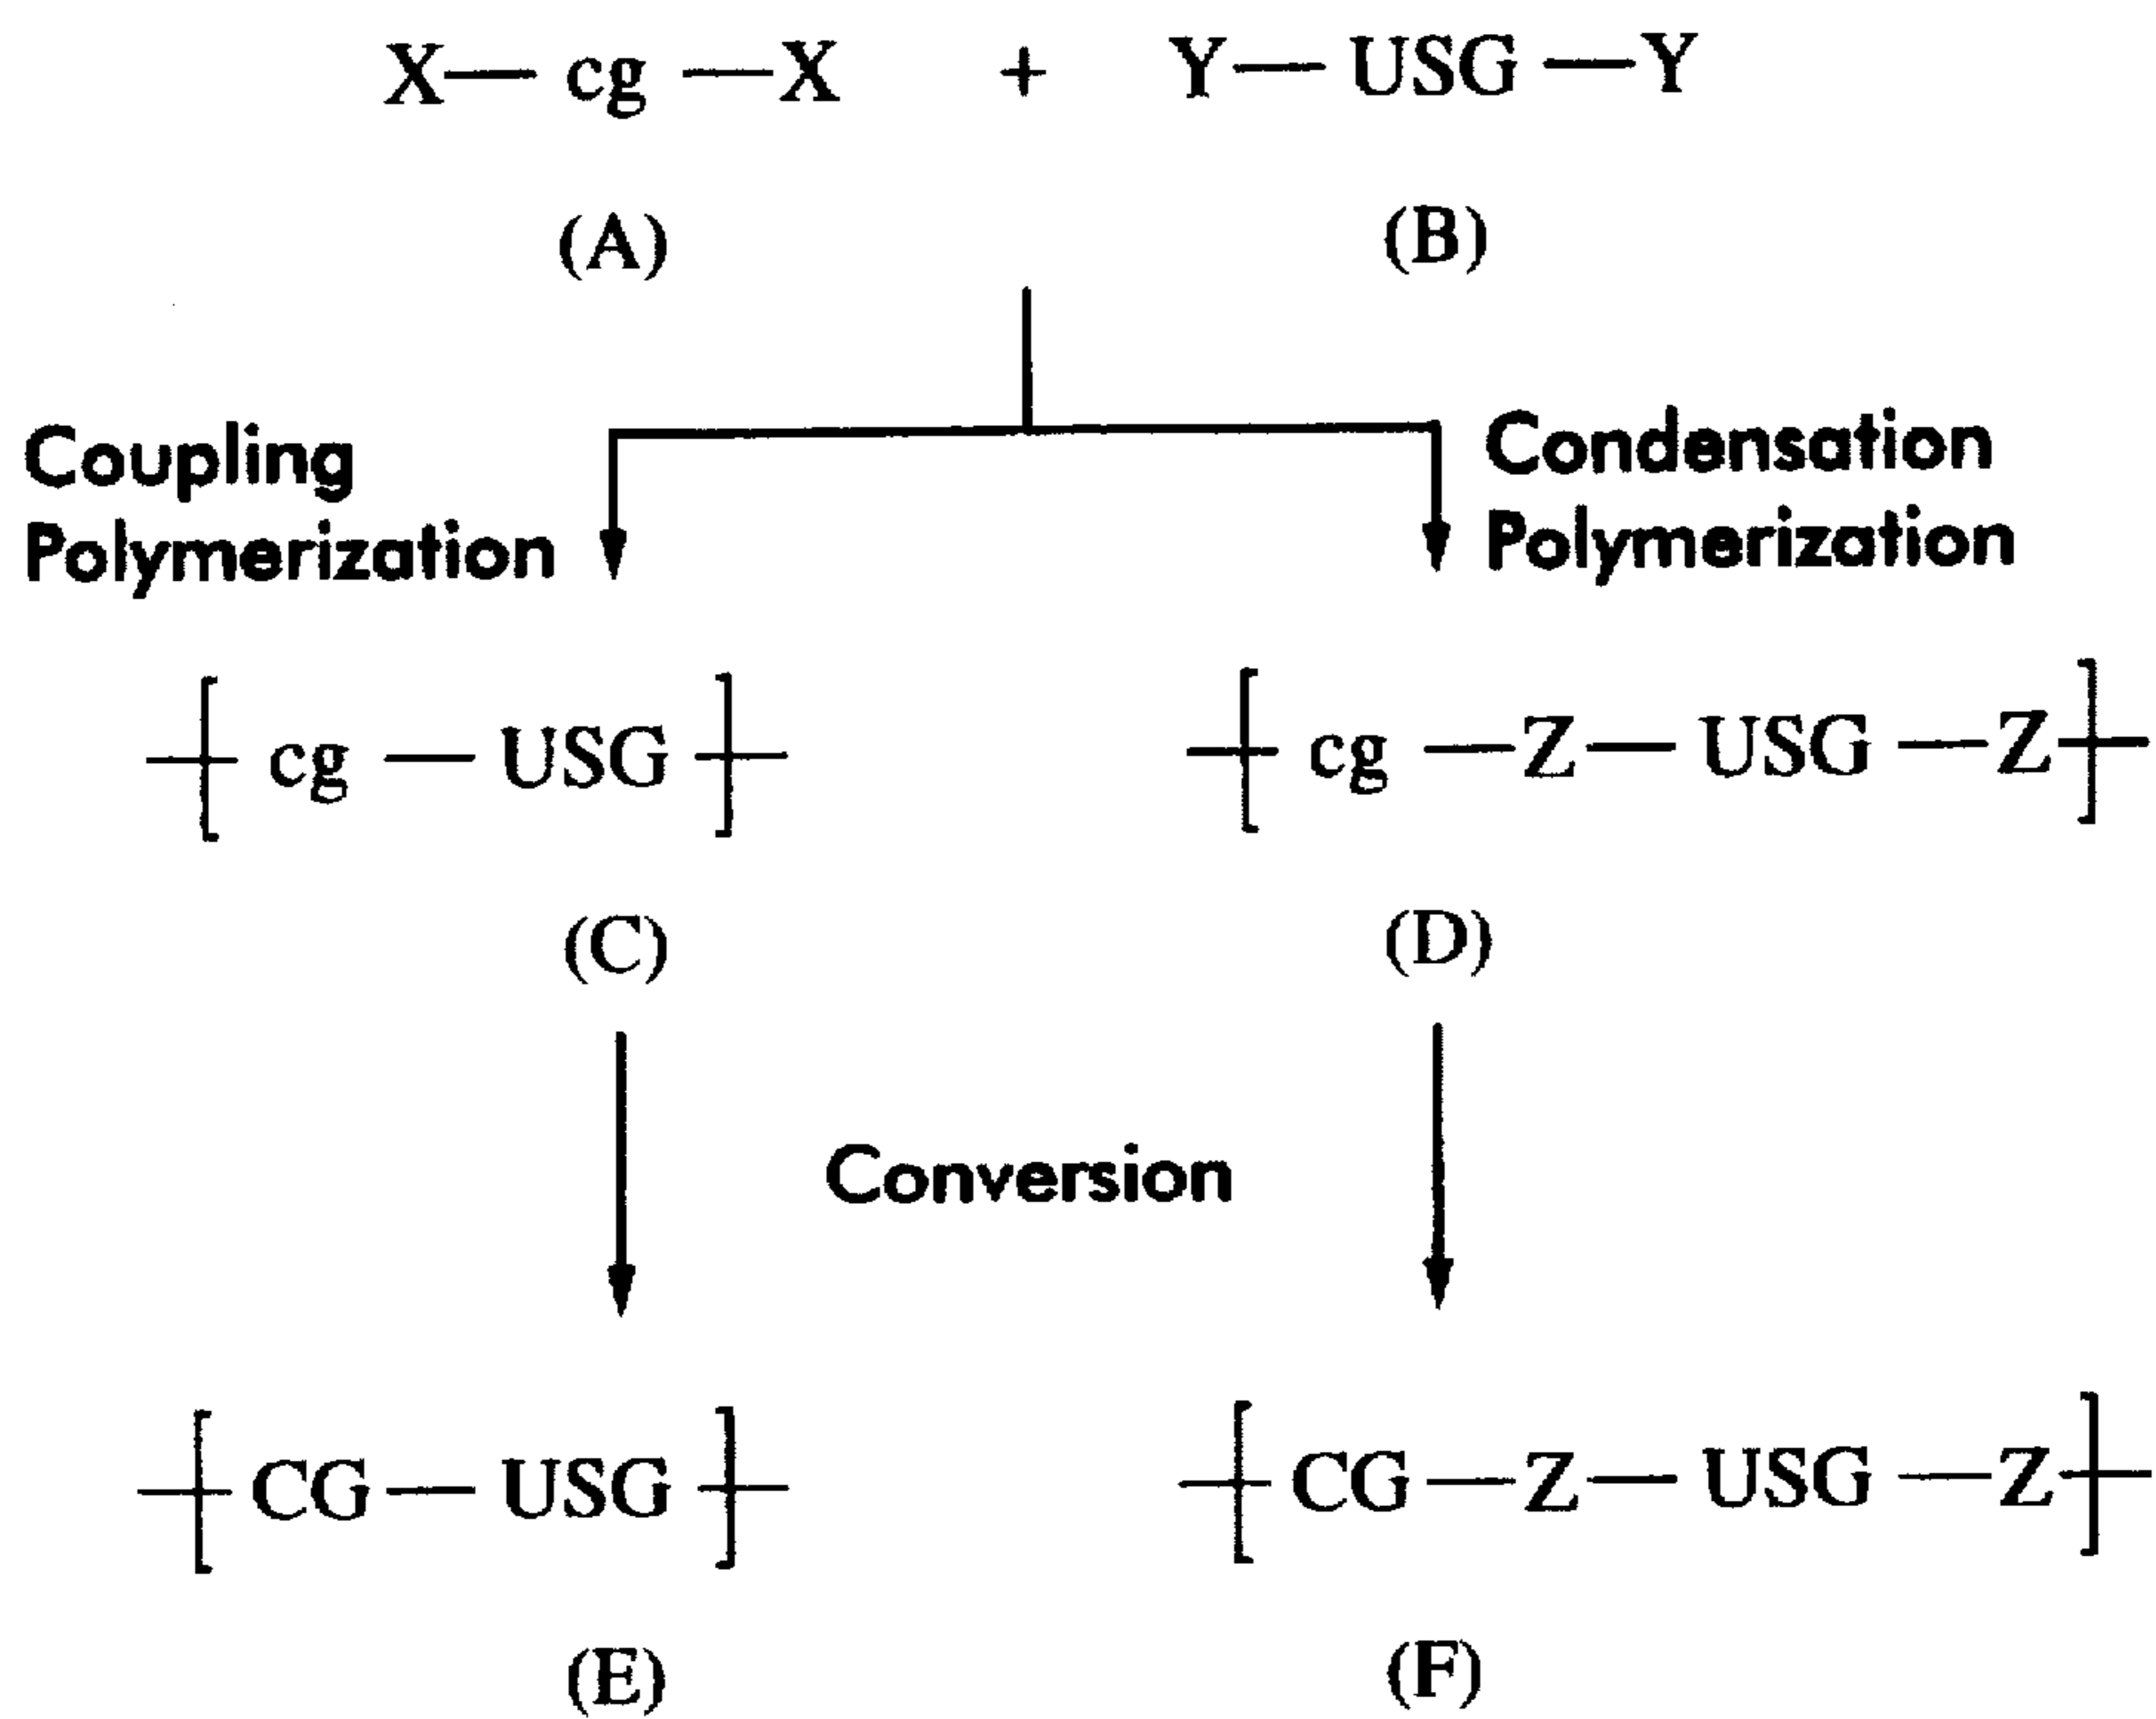 X— cg —X + Y— USG —Y
(A) (B)
Coupling Polymerization
Condensation Polymerization
[ cg — USG ]
[ cg —Z— USG —Z ]
(C) (D)
Conversion
[ CG — USG ]
[ CG —Z— USG —Z ]
(E) (F)